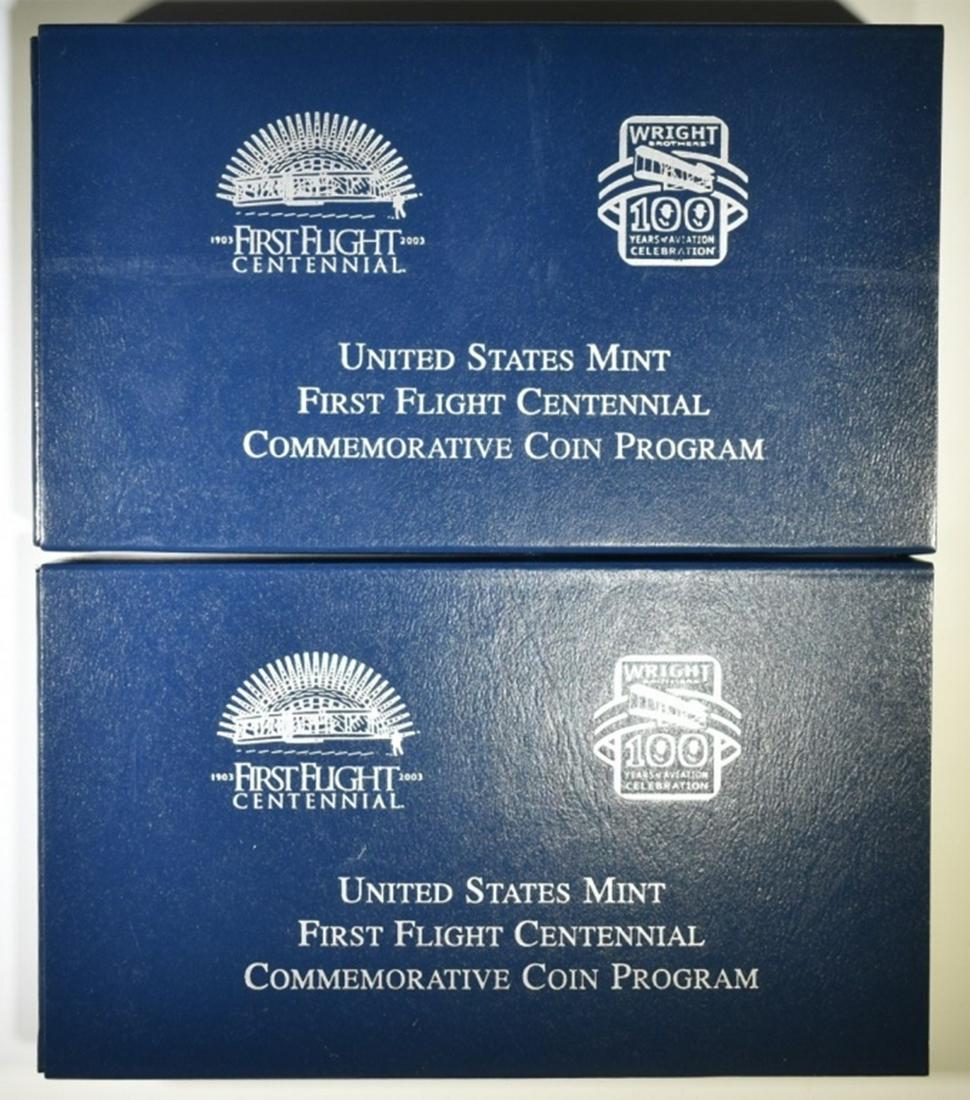 WRIGHT
BROTHERS
100
YEARS of AVIATION
CELEBRATION
1903 FIRST FLIGHT 2003
CENTENNIAL
UNITED STATES MINT
FIRST FLIGHT CENTENNIAL
COMMEMORATIVE COIN PROGRAM
WRIGHT
BROTHERS
100
YEARS of AVIATION
CELEBRATION
1903 FIRST FLIGHT 2003
CENTENNIAL
UNITED STATES MINT
FIRST FLIGHT CENTENNIAL
COMMEMORATIVE COIN PROGRAM